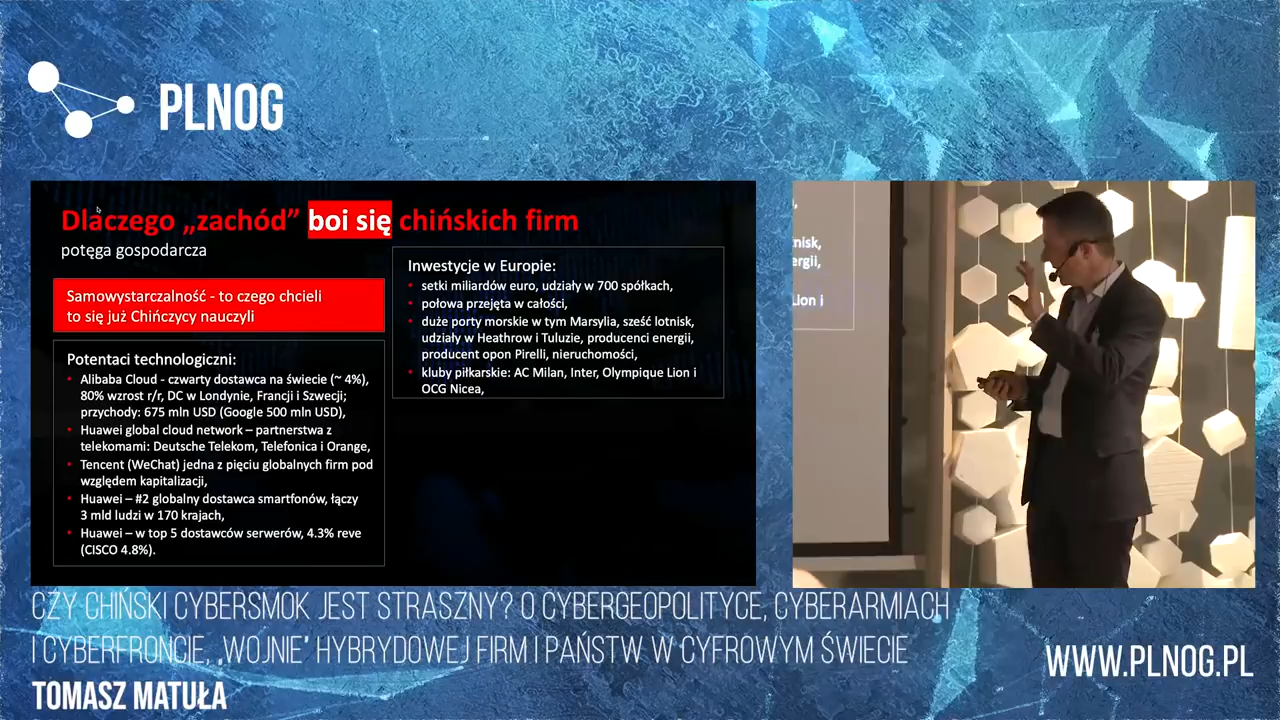 PLNOG
Dlaczego „zachód” boi się chińskich firm
potęga gospodarcza
Samowystarczalność - to czego chcieli
to się już Chińczycy nauczyli
Potentaci technologiczni:
• Alibaba Cloud - czwarty dostawca na świecie (~ 4%),
80% wzrost r/r, DC w Londynie, Francji i Szwecji;
przychody: 675 mln USD (Google 500 mln USD),
• Huawei global cloud network – partnerstwa z
telekomami: Deutsche Telekom, Telefonica i Orange,
• Tencent (WeChat) jedna z pięciu globalnych firm pod
względem kapitalizacji,
• Huawei – #2 globalny dostawca smartfonów, łączy
3 mld ludzi w 170 krajach,
• Huawei – w top 5 dostawców serwerów, 4.3% reve
(CISCO 4.8%).
Inwestycje w Europie:
• setki miliardów euro, udziały w 700 spółkach,
• połowa przejęta w całości,
• duże porty morskie w tym Marsylia, sześć lotnisk,
udziały w Heathrow i Tuluzie, producenci energii,
producent opon Pirelli, nieruchomości,
• kluby piłkarskie: AC Milan, Inter, Olympique Lion i
OCG Nicea,
tnisk,
ergii,
Lion i
CZY CHIŃSKI CYBERSMOK JEST STRASZNY? O CYBERGEOPOLITYCE, CYBERARMIACH
I CYBERFRONCIE, „WOJNIE” HYBRYDOWEJ FIRM I PAŃSTW W CYFROWYM ŚWIECIE
TOMASZ MATUŁA
WWW.PLNOG.PL